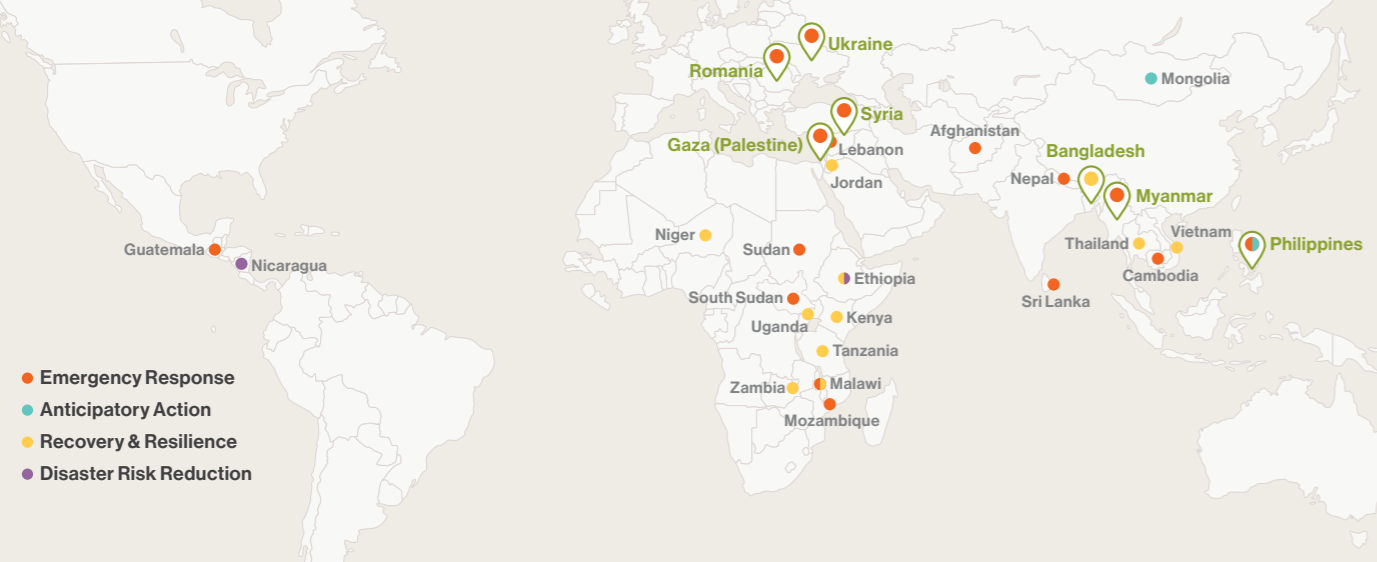 Ukraine
Romania
Mongolia
Syria
Afghanistan
Gaza (Palestine)
Lebanon
Bangladesh
Nepal
Jordan
Myanmar
Vietnam
Niger
Thailand
Philippines
Guatemala
Sudan
Nicaragua
Cambodia
Ethiopia
South Sudan
Sri Lanka
Uganda
Kenya
Tanzania
Emergency Response
Malawi
Zambia
Anticipatory Action
Mozambique
Recovery & Resilience
Disaster Risk Reduction